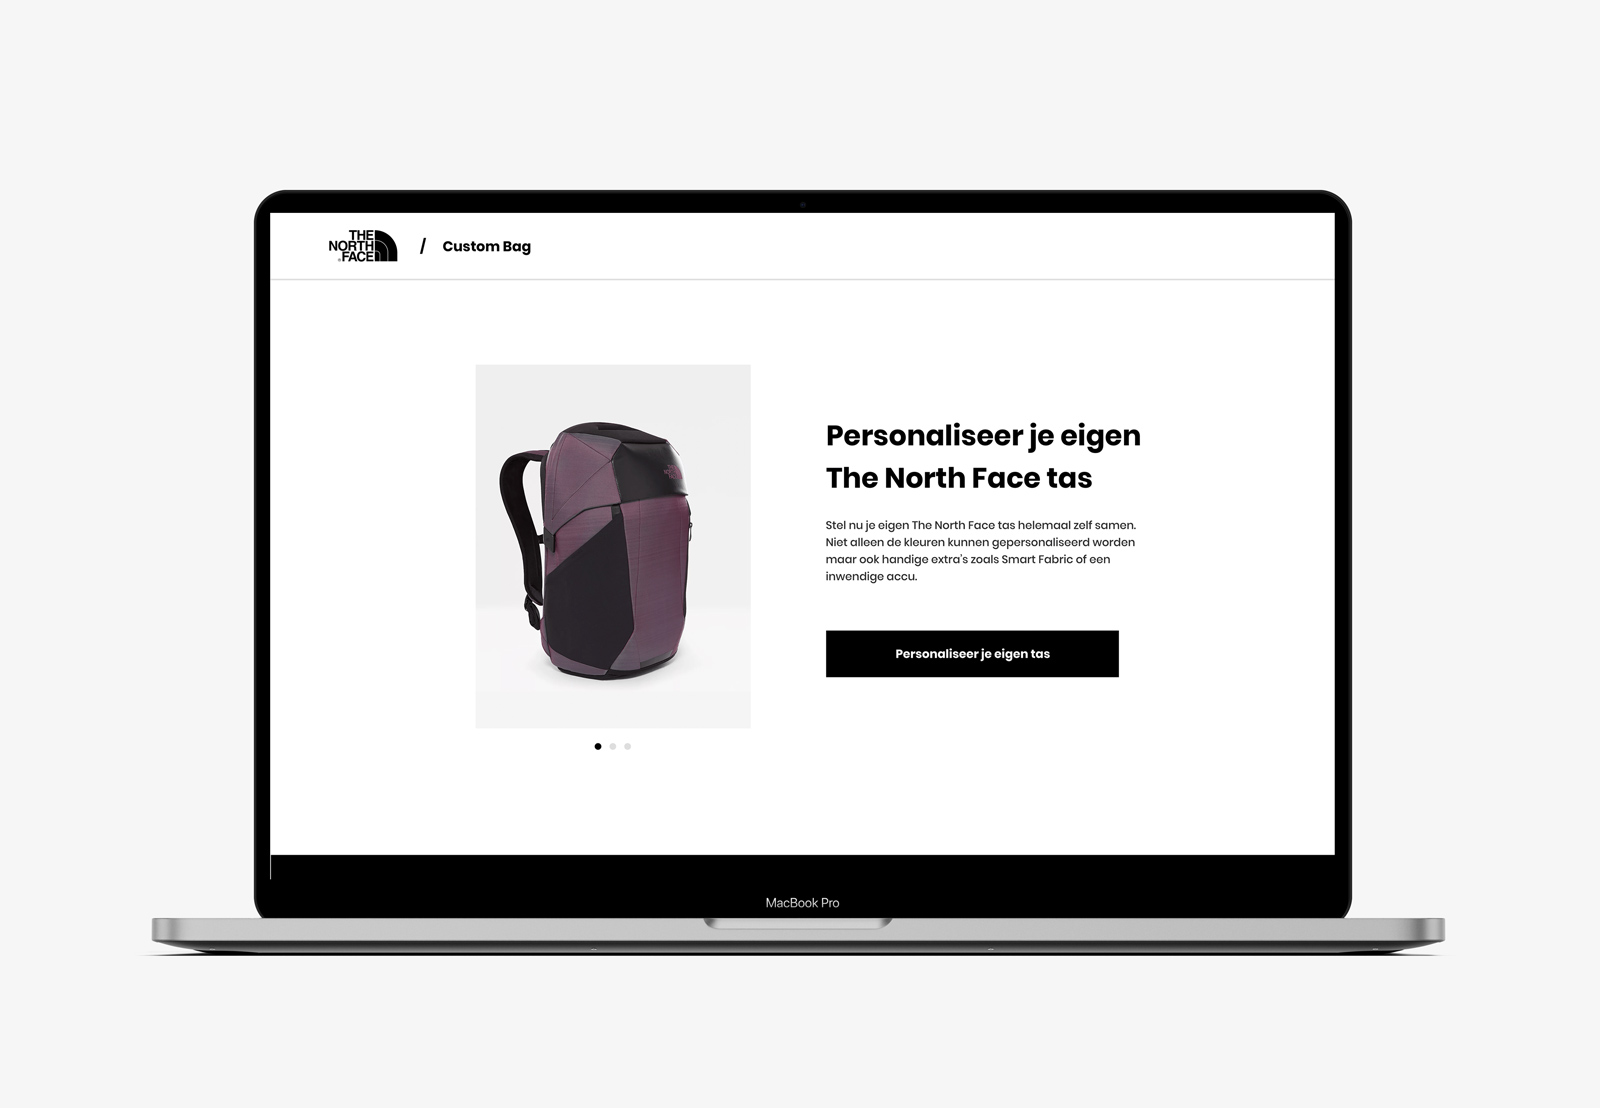 THE
NORTH
FACE
/ Custom Bag
Personaliseer je eigen
The North Face tas
Stel nu je eigen The North Face tas helemaal zelf samen.
Niet alleen de kleuren kunnen gepersonaliseerd worden
maar ook handige extra's zoals Smart Fabric of een
inwendige accu.
Personaliseer je eigen tas
MacBook Pro